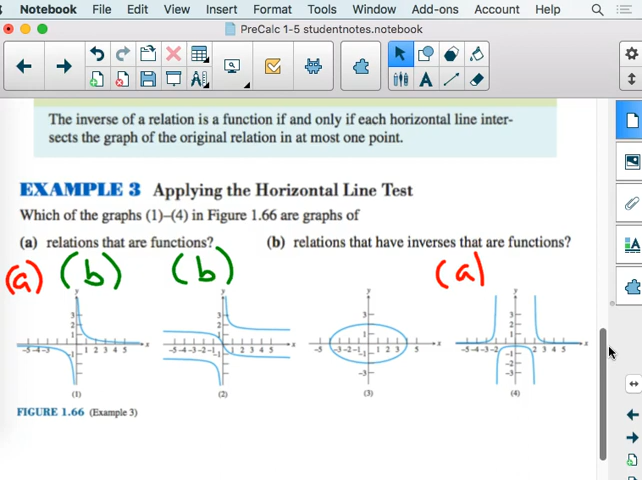 Notebook File Edit View Insert Format Tools Window Add-ons Account Help
PreCalc 1-5 studentnotes.notebook
The inverse of a relation is a function if and only if each horizontal line inter-
sects the graph of the original relation in at most one point.
EXAMPLE 3 Applying the Horizontal Line Test
Which of the graphs (1)–(4) in Figure 1.66 are graphs of
(a) relations that are functions? (b) relations that have inverses that are functions?
(a) (b) (b) (a)
(1) (2) (3) (4)
FIGURE 1.66 (Example 3)